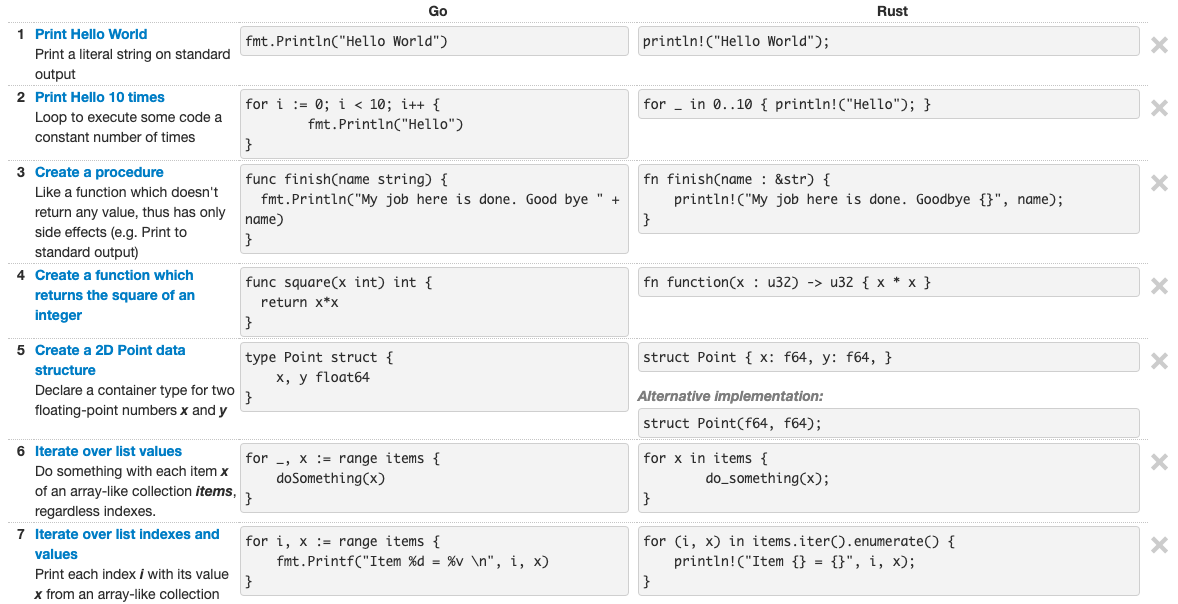 Go Rust
1 Print Hello World
Print a literal string on standard
output
fmt.Println("Hello World")
println!("Hello World");
2 Print Hello 10 times
Loop to execute some code a
constant number of times
for i := 0; i < 10; i++ {
fmt.Println("Hello")
}
for _ in 0..10 { println!("Hello"); }
3 Create a procedure
Like a function which doesn't
return any value, thus has only
side effects (e.g. Print to
standard output)
func finish(name string) {
fmt.Println("My job here is done. Good bye " +
name)
}
fn finish(name : &str) {
println!("My job here is done. Goodbye {}", name);
}
4 Create a function which
returns the square of an
integer
func square(x int) int {
return x*x
}
fn function(x : u32) -> u32 { x * x }
5 Create a 2D Point data
structure
Declare a container type for two
floating-point numbers x and y
type Point struct {
x, y float64
}
struct Point { x: f64, y: f64, }
Alternative implementation:
struct Point(f64, f64);
6 Iterate over list values
Do something with each item x
of an array-like collection items,
regardless indexes.
for _, x := range items {
doSomething(x)
}
for x in items {
do_something(x);
}
7 Iterate over list indexes and
values
Print each index i with its value
x from an array-like collection
for i, x := range items {
fmt.Printf("Item %d = %v \n", i, x)
}
for (i, x) in items.iter().enumerate() {
println!("Item {} = {}", i, x);
}